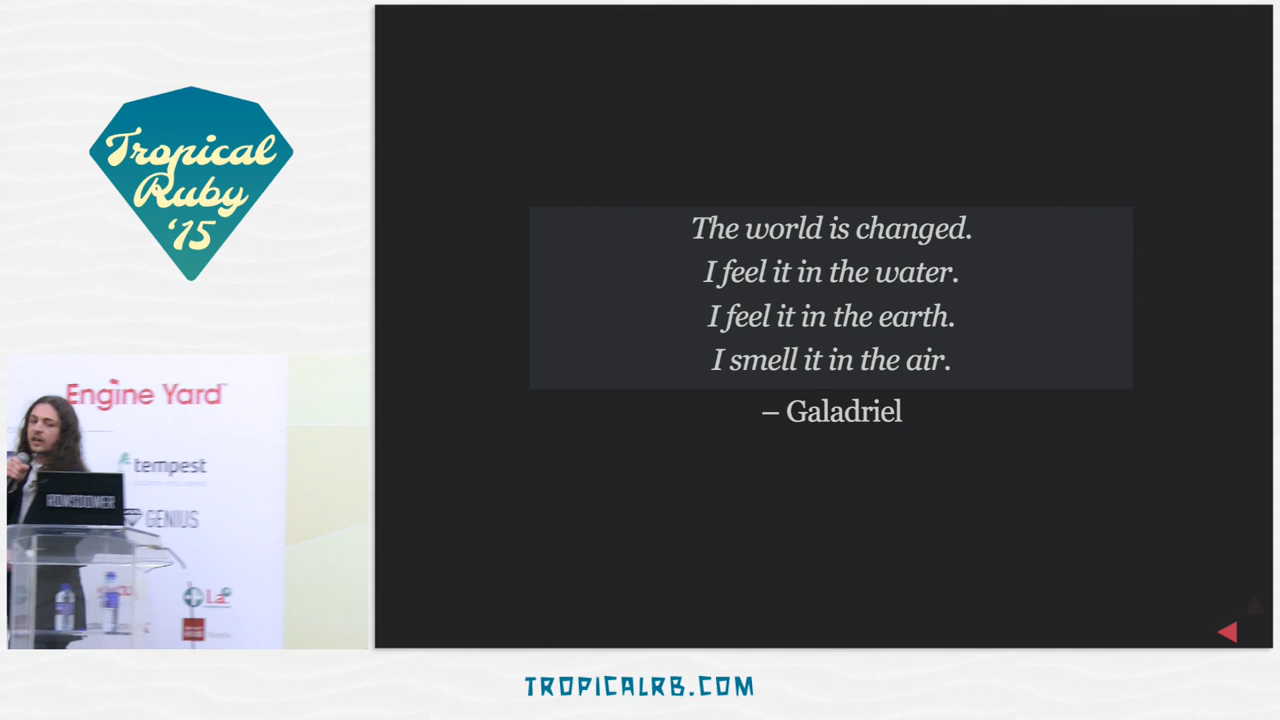 Tropical
Ruby
‘15
The world is changed.
I feel it in the water.
I feel it in the earth.
I smell it in the air.
– Galadriel
Engine Yard
tempest
GENIUS
TROPICALRB.COM